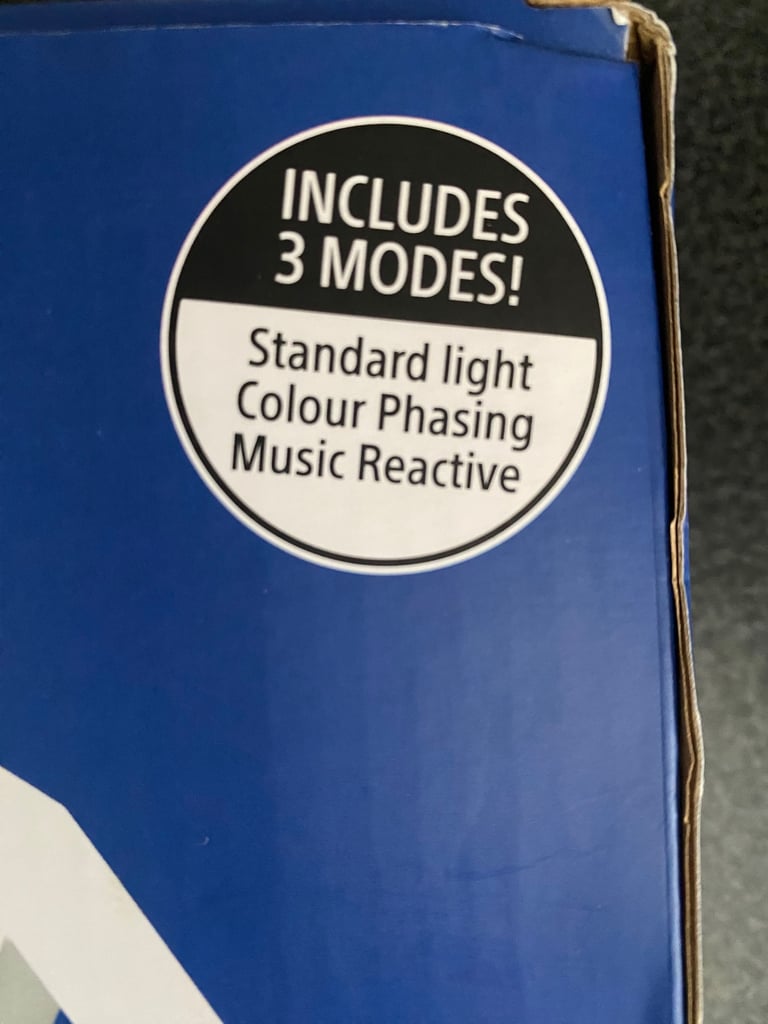 INCLUDES
3 MODES!
Standard light
Colour Phasing
Music Reactive